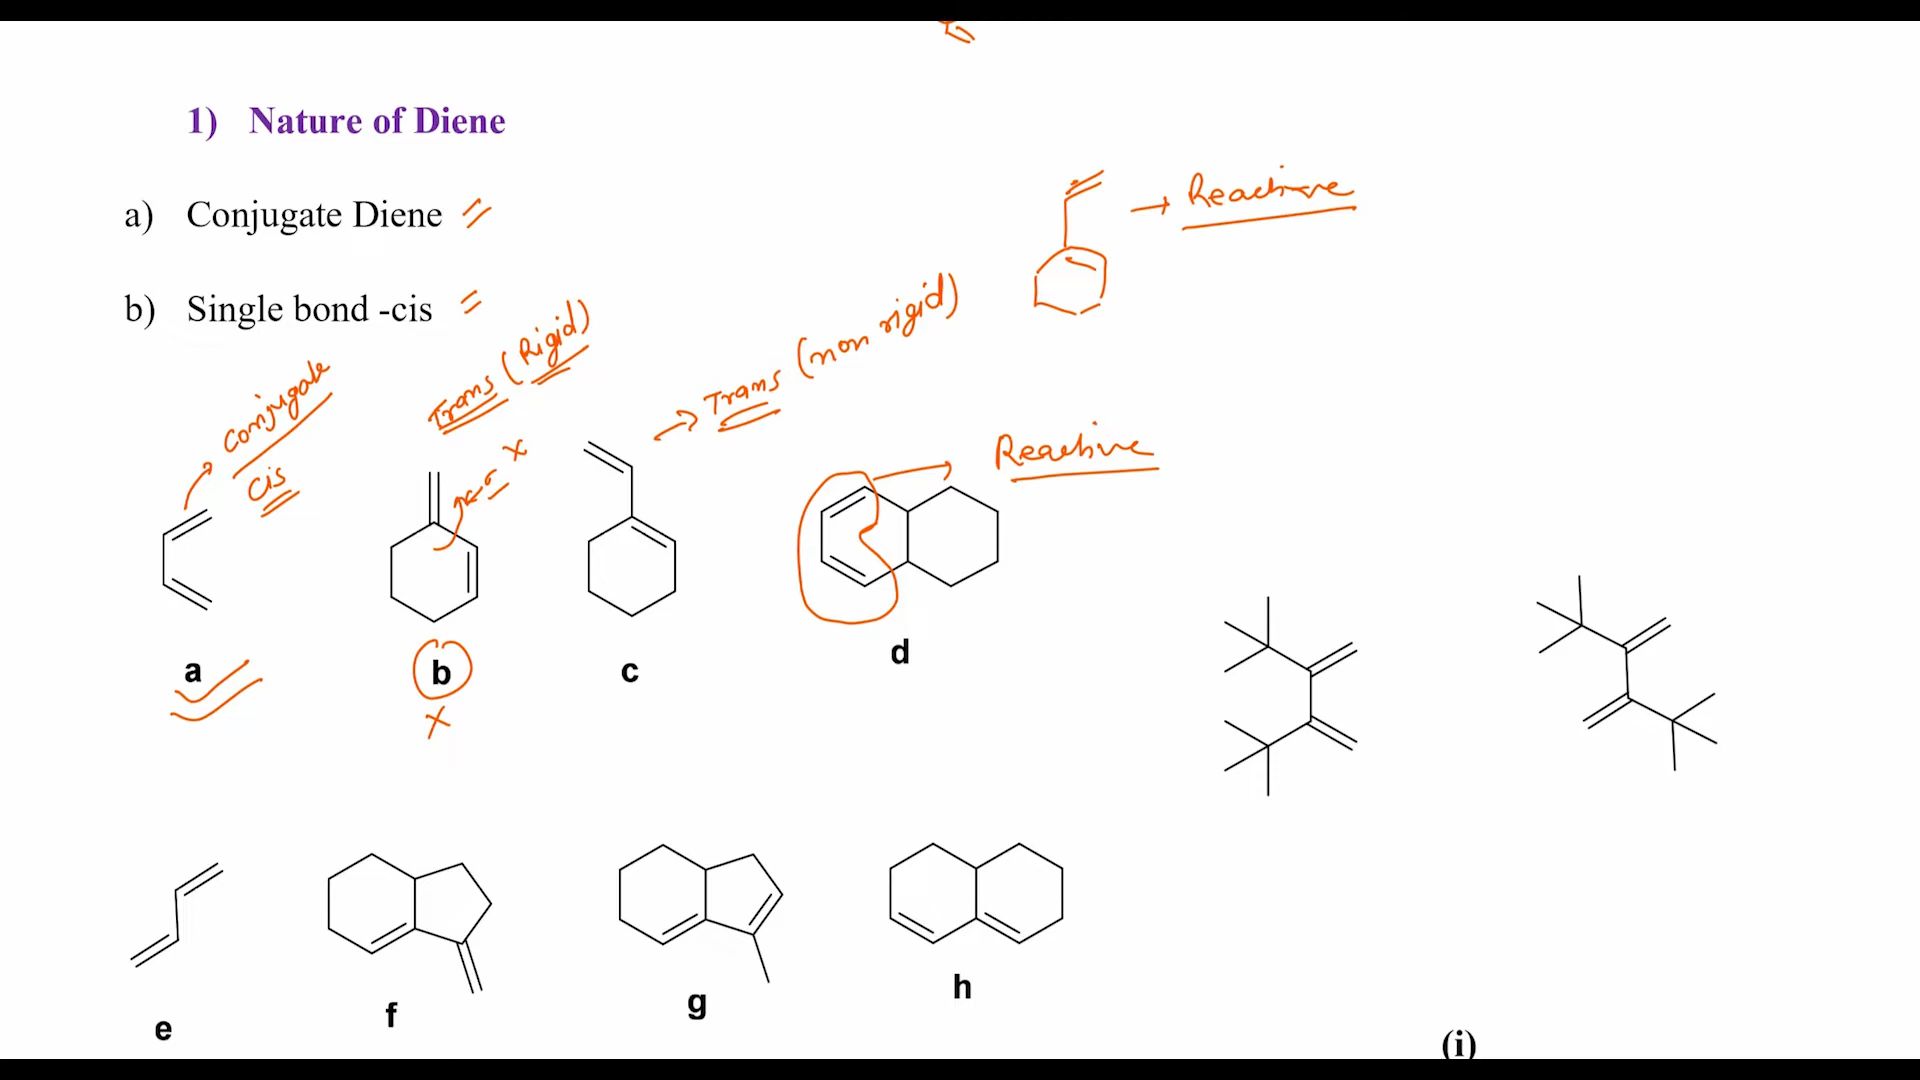 1) Nature of Diene
a) Conjugate Diene
Reactive
b) Single bond -cis
Conjugate
cis
Trans (Rigid)
Trans (non rigid)
σ x
Reactive
a
b
c
d
x
e
f
g
h
(i)